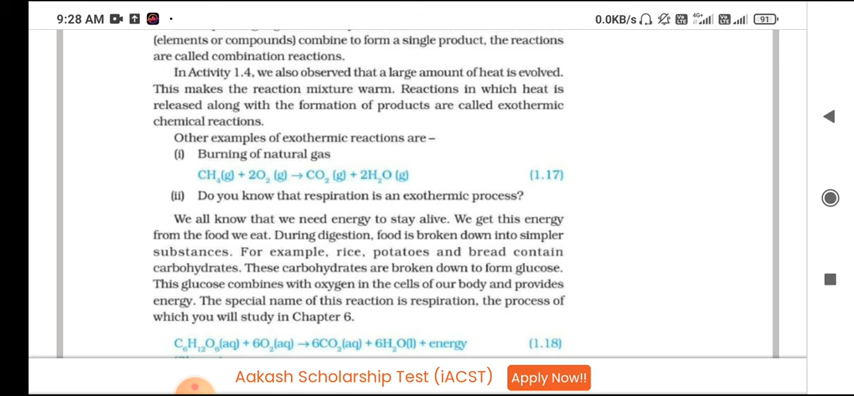 9:28 AM
0.0KB/s 4G+ 91
(elements or compounds) combine to form a single product, the reactions
are called combination reactions.
In Activity 1.4, we also observed that a large amount of heat is evolved.
This makes the reaction mixture warm. Reactions in which heat is
released along with the formation of products are called exothermic
chemical reactions.
Other examples of exothermic reactions are –
(i) Burning of natural gas
CH₄(g) + 2O₂ (g) → CO₂ (g) + 2H₂O (g) (1.17)
(ii) Do you know that respiration is an exothermic process?
We all know that we need energy to stay alive. We get this energy
from the food we eat. During digestion, food is broken down into simpler
substances. For example, rice, potatoes and bread contain
carbohydrates. These carbohydrates are broken down to form glucose.
This glucose combines with oxygen in the cells of our body and provides
energy. The special name of this reaction is respiration, the process of
which you will study in Chapter 6.
C₆H₁₂O₆(aq) + 6O₂(aq) → 6CO₂(aq) + 6H₂O(l) + energy (1.18)
Aakash Scholarship Test (iACST) Apply Now!!